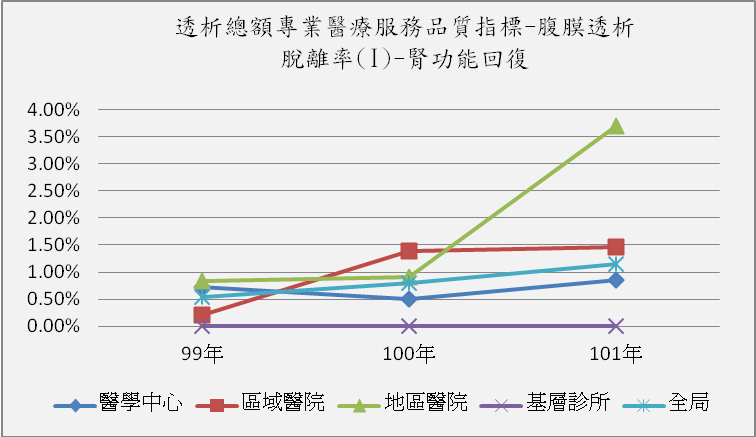 透析總額專業醫療服務品質指標-腹膜透析
脫離率(I)-腎功能回復
4.00%
3.50%
3.00%
2.50%
2.00%
1.50%
1.00%
0.50%
0.00%
99年 100年 101年
醫學中心 區域醫院 地區醫院 基層診所 全局